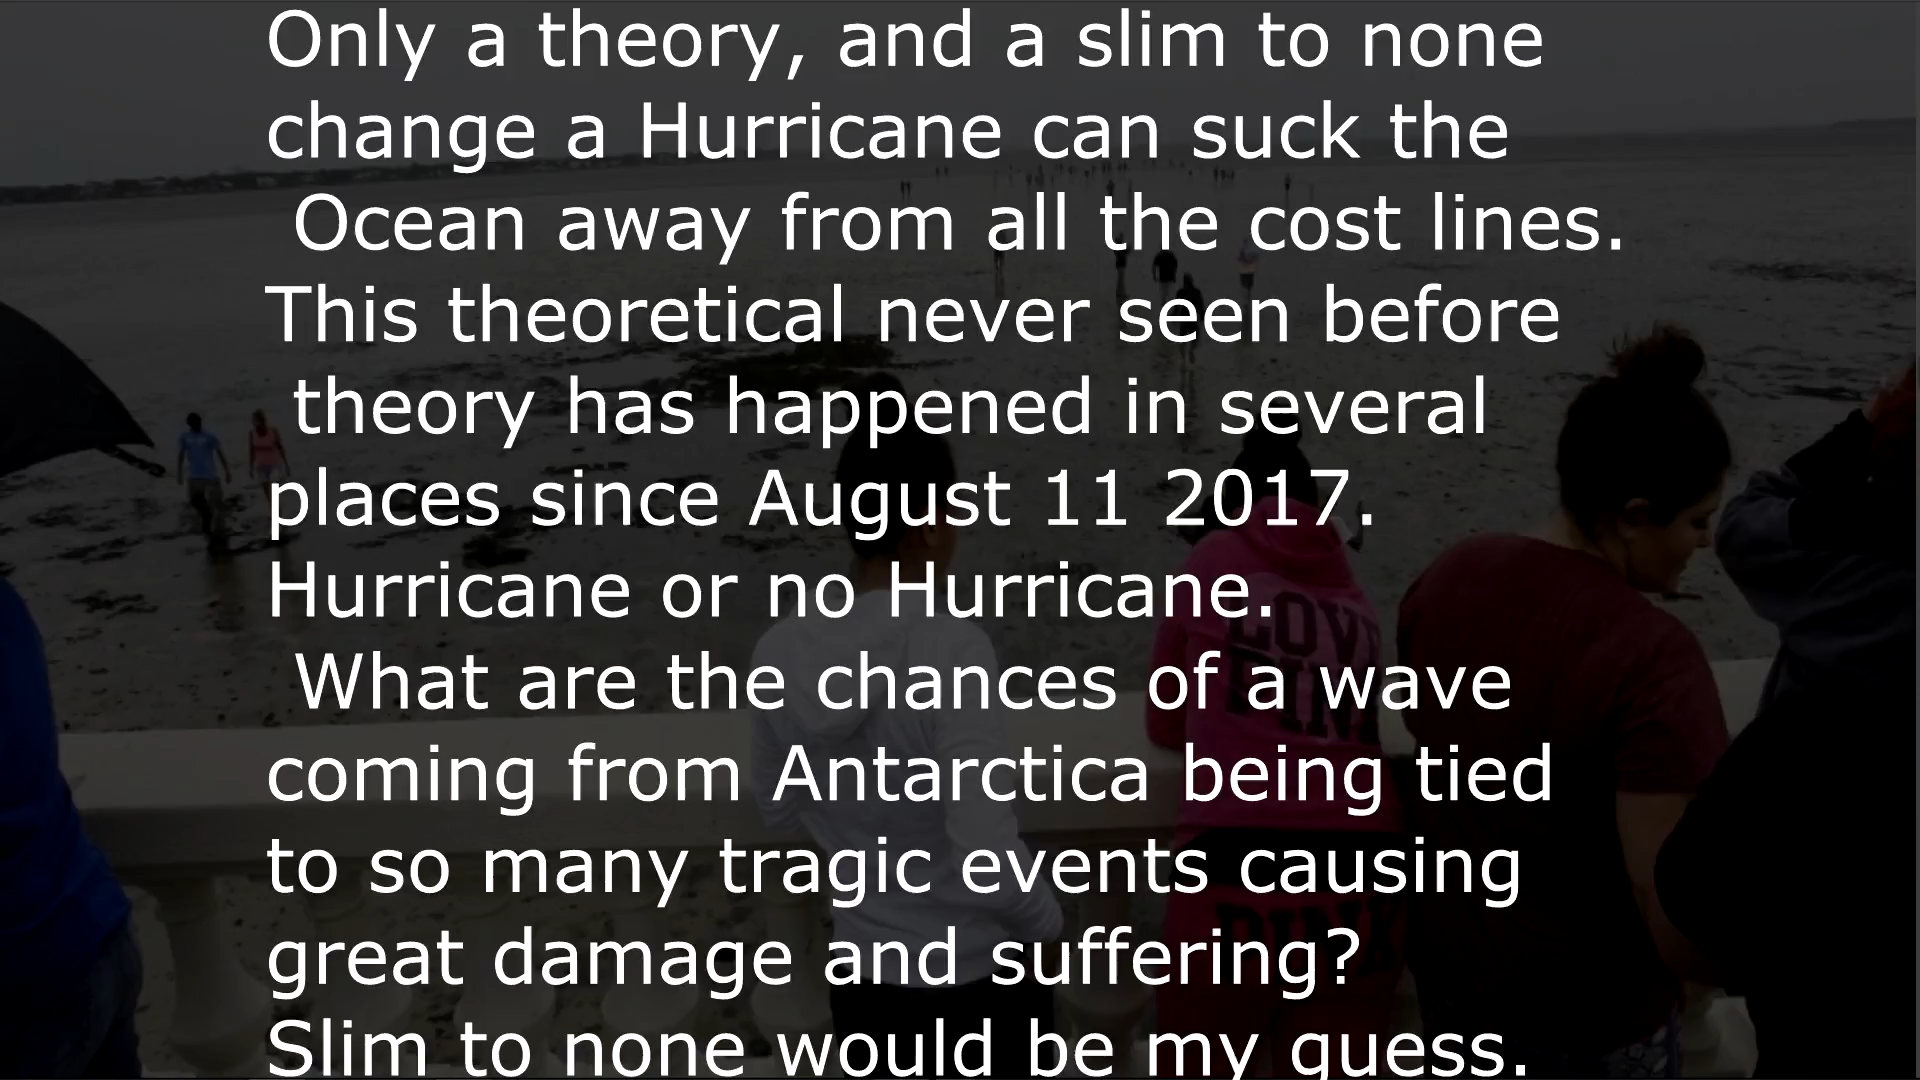 Only a theory, and a slim to none
change a Hurricane can suck the
Ocean away from all the cost lines.
This theoretical never seen before
theory has happened in several
places since August 11 2017.
Hurricane or no Hurricane.
What are the chances of a wave
coming from Antarctica being tied
to so many tragic events causing
great damage and suffering?
Slim to none would be my guess.
LOVE
PINK
PINK